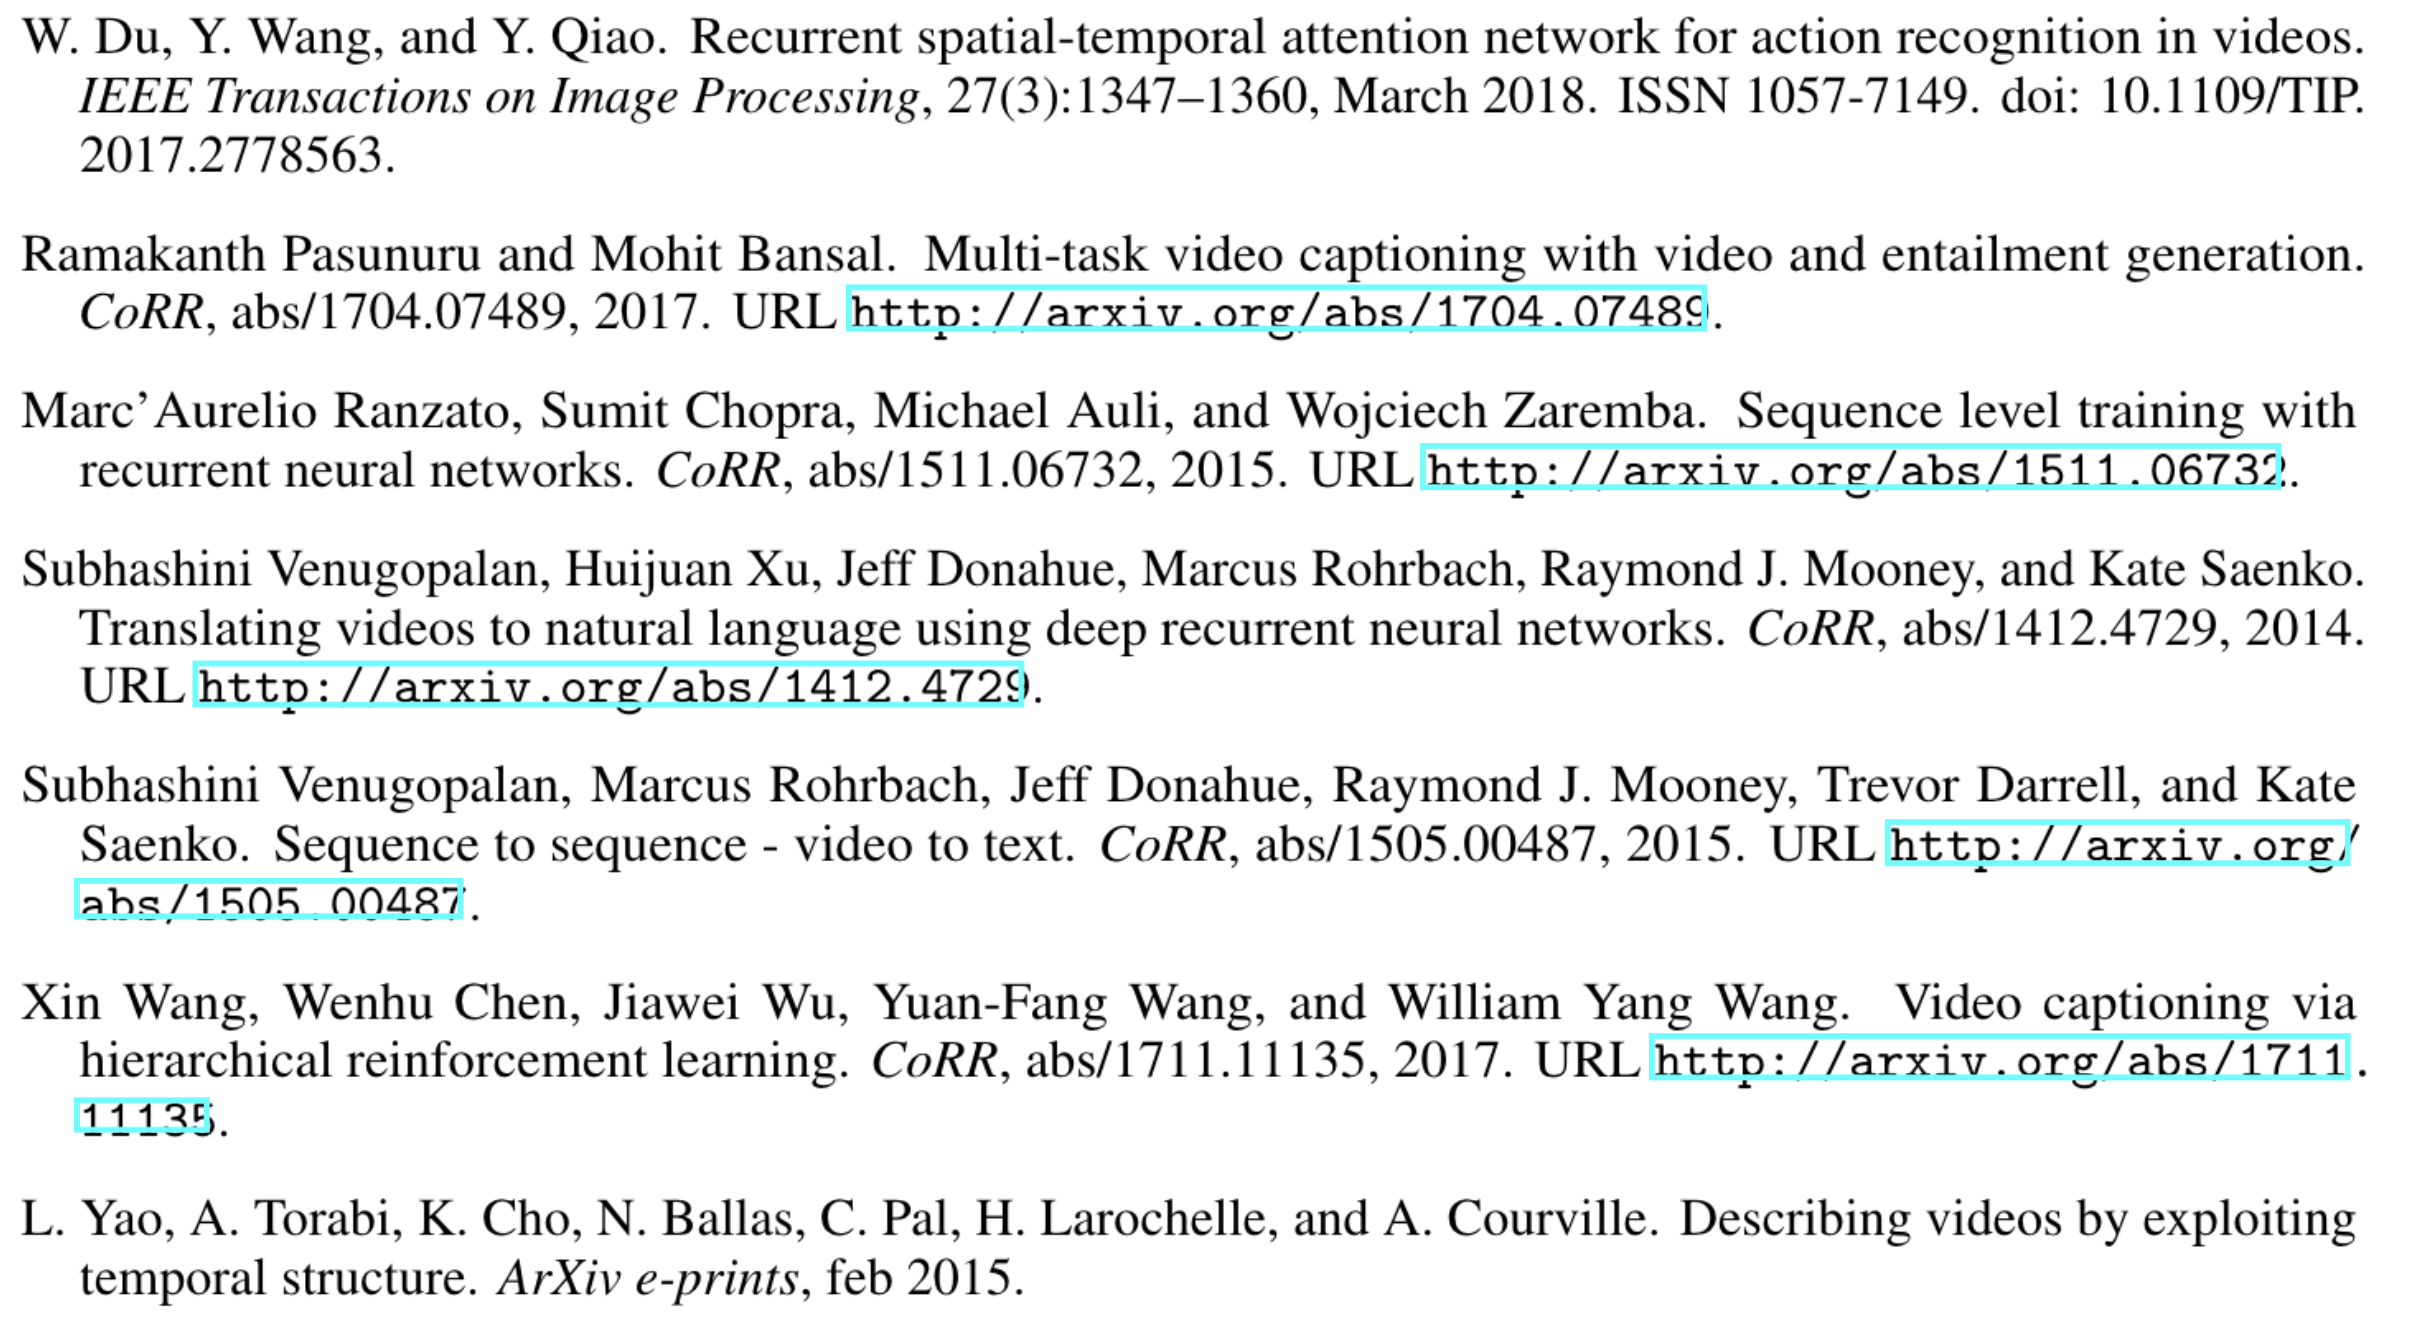 W. Du, Y. Wang, and Y. Qiao. Recurrent spatial-temporal attention network for action recognition in videos.
IEEE Transactions on Image Processing, 27(3):1347–1360, March 2018. ISSN 1057-7149. doi: 10.1109/TIP.
2017.2778563.
Ramakanth Pasunuru and Mohit Bansal. Multi-task video captioning with video and entailment generation.
CoRR, abs/1704.07489, 2017. URL http://arxiv.org/abs/1704.07489.
Marc’Aurelio Ranzato, Sumit Chopra, Michael Auli, and Wojciech Zaremba. Sequence level training with
recurrent neural networks. CoRR, abs/1511.06732, 2015. URL http://arxiv.org/abs/1511.06732.
Subhashini Venugopalan, Huijuan Xu, Jeff Donahue, Marcus Rohrbach, Raymond J. Mooney, and Kate Saenko.
Translating videos to natural language using deep recurrent neural networks. CoRR, abs/1412.4729, 2014.
URL http://arxiv.org/abs/1412.4729.
Subhashini Venugopalan, Marcus Rohrbach, Jeff Donahue, Raymond J. Mooney, Trevor Darrell, and Kate
Saenko. Sequence to sequence - video to text. CoRR, abs/1505.00487, 2015. URL http://arxiv.org/
abs/1505.00487.
Xin Wang, Wenhu Chen, Jiawei Wu, Yuan-Fang Wang, and William Yang Wang. Video captioning via
hierarchical reinforcement learning. CoRR, abs/1711.11135, 2017. URL http://arxiv.org/abs/1711.
11135.
L. Yao, A. Torabi, K. Cho, N. Ballas, C. Pal, H. Larochelle, and A. Courville. Describing videos by exploiting
temporal structure. ArXiv e-prints, feb 2015.